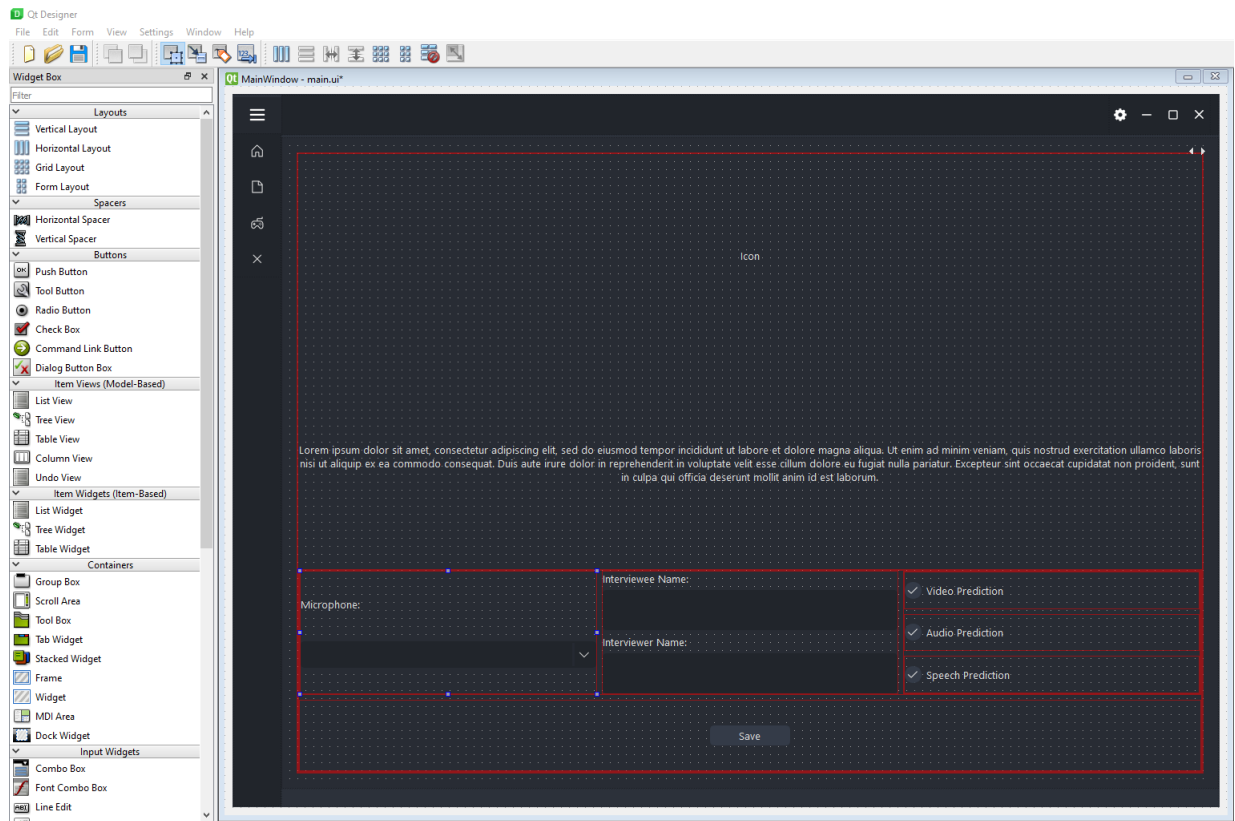 Qt Designer
File Edit Form View Settings Window Help
Widget Box
Qt MainWindow - main.ui*
Filter
Layouts
Vertical Layout
Horizontal Layout
Grid Layout
Form Layout
Spacers
Horizontal Spacer
Vertical Spacer
Buttons
OK Push Button
Tool Button
Radio Button
Check Box
Command Link Button
Dialog Button Box
Item Views (Model-Based)
List View
Tree View
Table View
Column View
Undo View
Item Widgets (Item-Based)
List Widget
Tree Widget
Table Widget
Containers
Group Box
Scroll Area
Tool Box
Tab Widget
Stacked Widget
Frame
Widget
MDI Area
Dock Widget
Input Widgets
Combo Box
Font Combo Box
Line Edit
Icon
Lorem ipsum dolor sit amet, consectetur adipiscing elit, sed do eiusmod tempor incididunt ut labore et dolore magna aliqua. Ut enim ad minim veniam, quis nostrud exercitation ullamco laboris
nisi ut aliquip ex ea commodo consequat. Duis aute irure dolor in reprehenderit in voluptate velit esse cillum dolore eu fugiat nulla pariatur. Excepteur sint occaecat cupidatat non proident, sunt
in culpa qui officia deserunt mollit anim id est laborum.
Microphone:
Interviewee Name:
Interviewer Name:
Video Prediction
Audio Prediction
Speech Prediction
Save